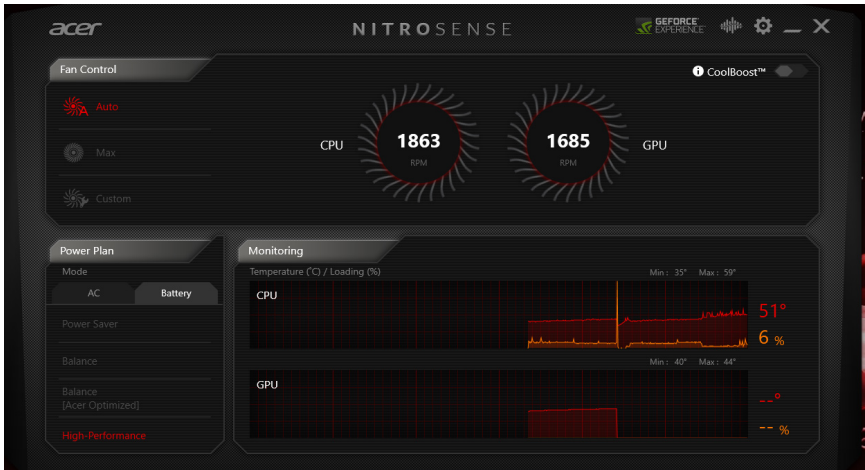 acer
NITROSENSE
GEFORCE
EXPERIENCE
Fan Control
CoolBoost™
Auto
Max
Custom
CPU
1863
RPM
1685
RPM
GPU
Power Plan
Mode
AC
Battery
Power Saver
Balance
Balance
[Acer Optimized]
High-Performance
Monitoring
Temperature (℃) / Loading (%)
Min : 35° Max : 59°
CPU
51°
6 %
Min : 40° Max : 44°
GPU
--°
-- %